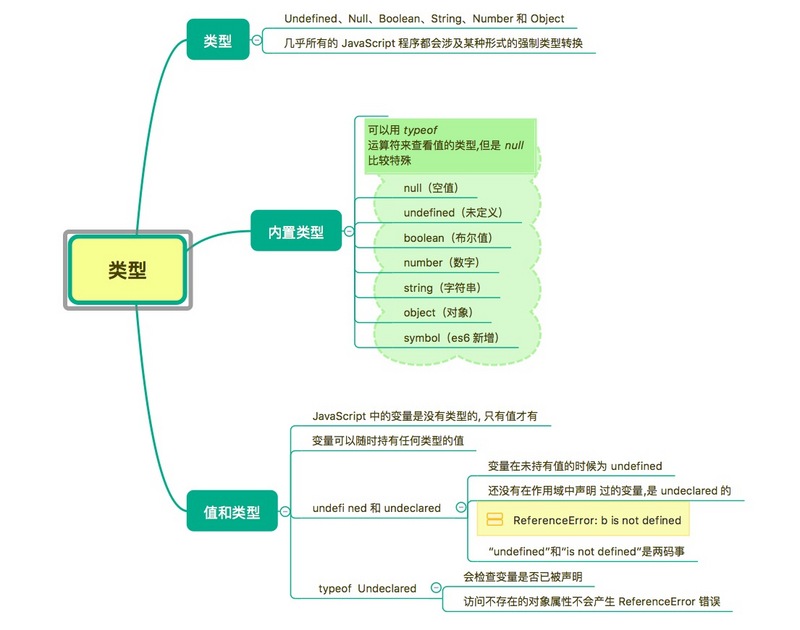 类型
类型
Undefined、Null、Boolean、String、Number 和 Object
几乎所有的 JavaScript 程序都会涉及某种形式的强制类型转换
内置类型
可以用 typeof
运算符来查看值的类型,但是 null
比较特殊
null（空值）
undefined（未定义）
boolean（布尔值）
number（数字）
string（字符串）
object（对象）
symbol（es6 新增）
值和类型
JavaScript 中的变量是没有类型的, 只有值才有
变量可以随时持有任何类型的值
undefi ned 和 undeclared
变量在未持有值的时候为 undefined
还没有在作用域中声明 过的变量,是 undeclared 的
ReferenceError: b is not defined
“undefined”和“is not defined”是两码事
typeof Undeclared
会检查变量是否已被声明
访问不存在的对象属性不会产生 ReferenceError 错误